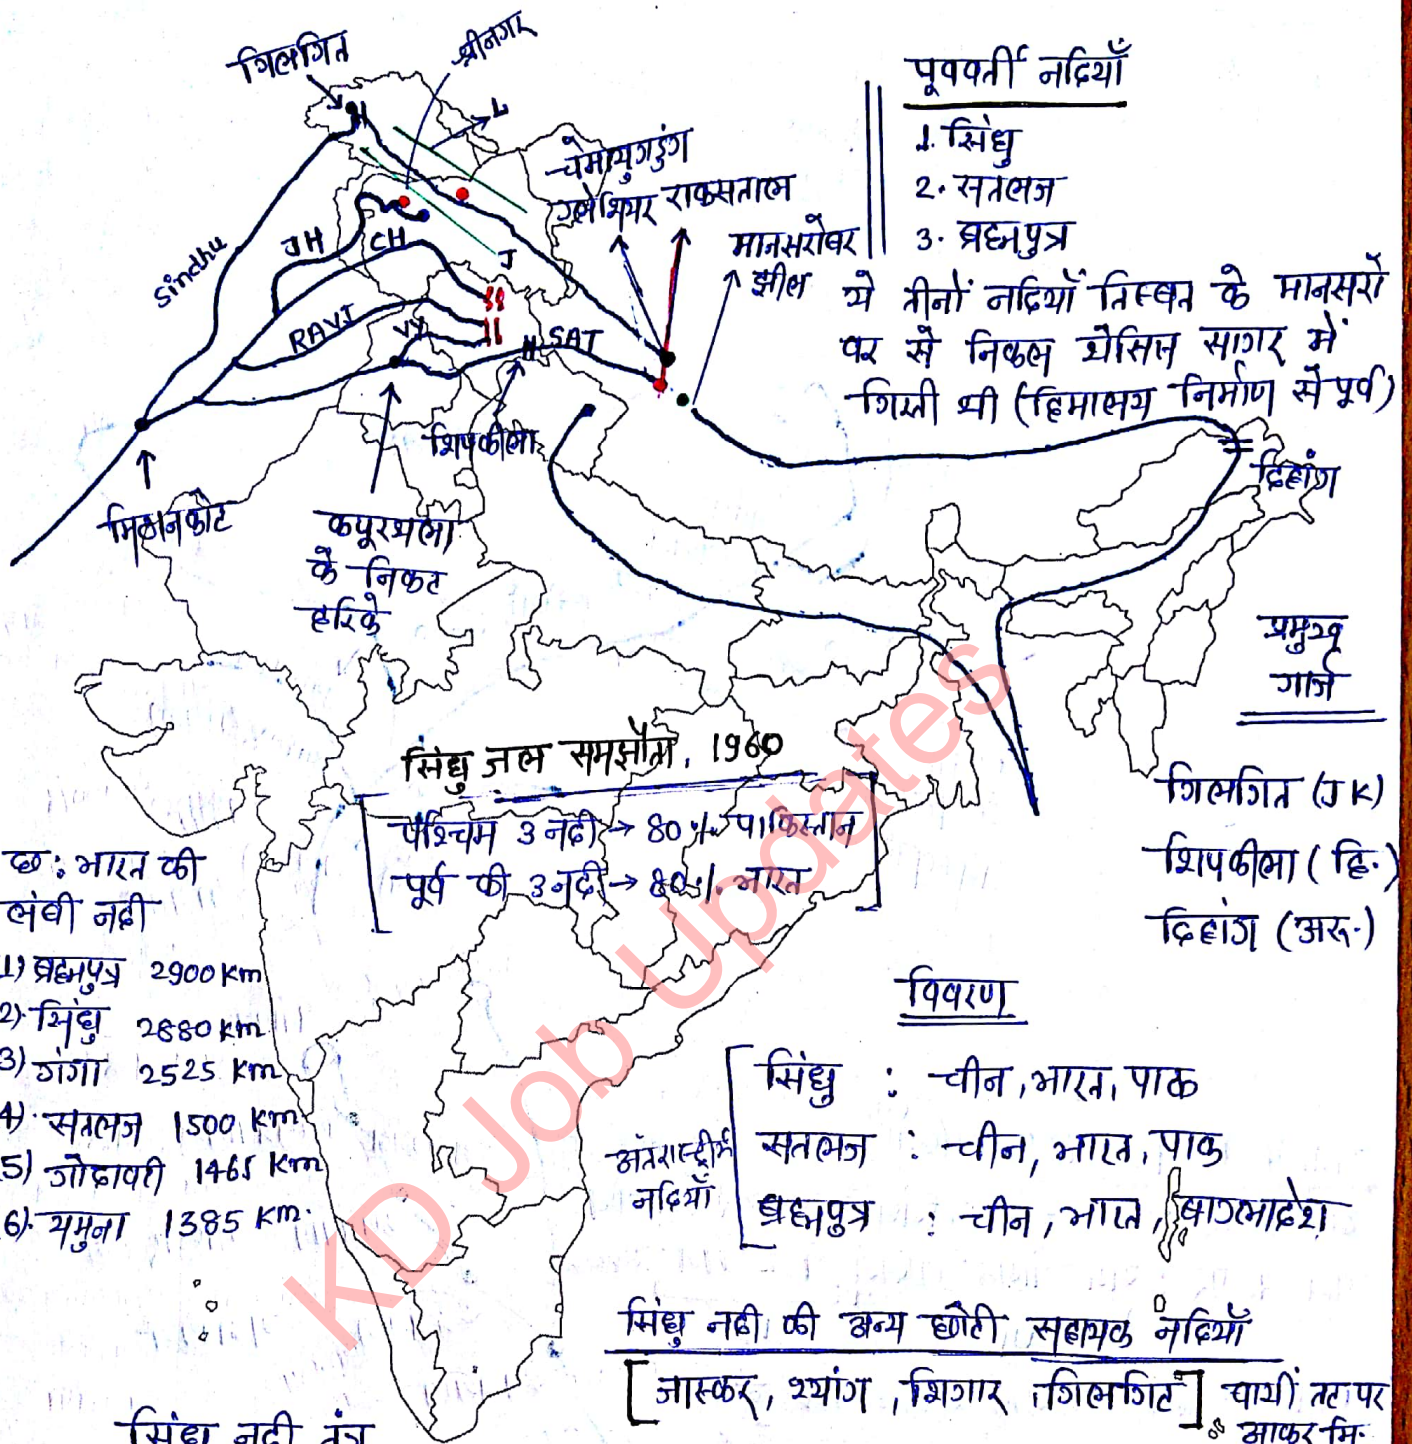 गिलगित
श्रीनगर
L
चेमायुगडुंग
ग्लेशियर
राकसताल
मानसरोवर
झील
पूववर्ती नदियाँ
1. सिंधु
2. सतलज
3. ब्रह्मपुत्र
ये तीनों नदियाँ तिब्बत के मानसरो
वर से निकल थेसिस सागर में
गिरती थी (हिमालय निर्माण से पूर्व)
Sindhu
JH
CH
J
RAVI
VY
SAT
शिपकीला
मिठानकोट
कपूरथला
के निकट
हरिके
दिहांग
प्रमुख
गार्ज
गिलगित (JK)
शिपकीला (हि.)
दिहांग (अरु.)
सिंधु जल समझौता, 1960
पश्चिम 3 नदी → 80% पाकिस्तान
पूर्व की 3 नदी → 80% भारत
छ: भारत की
लंबी नदी
1) ब्रह्मपुत्र 2900 Km
2) सिंधु 2880 Km
3) गंगा 2525 Km
4) सतलज 1500 Km
5) गोदावरी 1465 Km
6) यमुना 1385 Km.
विवरण
अंतराष्ट्रीय
नदियाँ
सिंधु : चीन, भारत, पाक
सतलज : चीन, भारत, पाक
ब्रह्मपुत्र : चीन, भारत, बाग्लादेश
सिंधु नदी की अन्य छोटी सहायक नदियाँ
[जास्कर, श्यांग, शिगार, गिलगिट] बायीं तट पर
आकर मि.
सिंधु नदी तंत्र
KD Job Updates